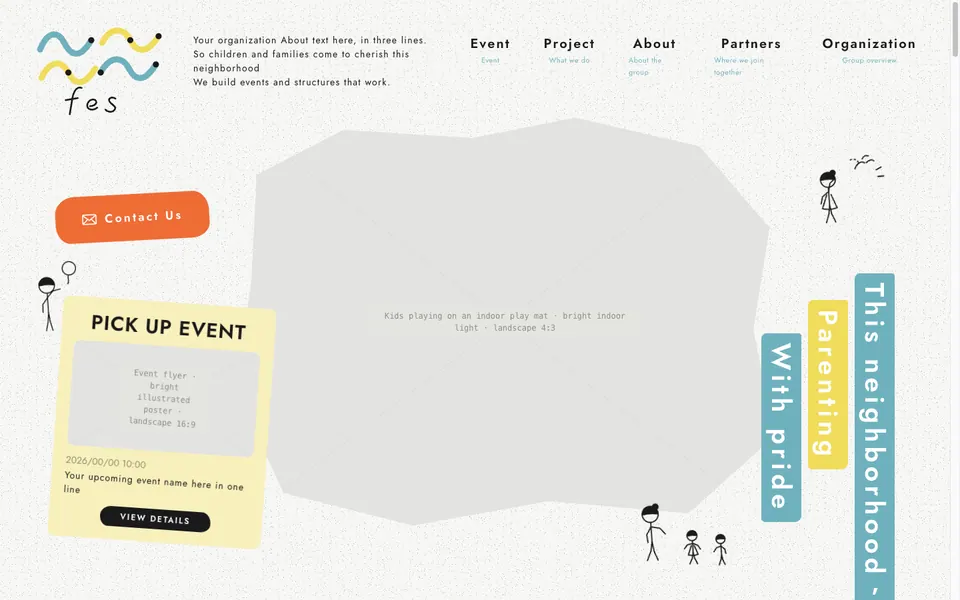 fes
Your organization About text here, in three lines.
So children and families come to cherish this
neighborhood
We build events and structures that work.
Event
Event
Project
What we do
About
About the
group
Partners
Where we join
together
Organization
Group overview
Contact Us
PICK UP EVENT
Event flyer ·
bright
illustrated
poster ·
landscape 16:9
2026/00/00 10:00
Your upcoming event name here in one
line
VIEW DETAILS
Kids playing on an indoor play mat · bright indoor
light · landscape 4:3
This neighborhood,
Parenting
With pride